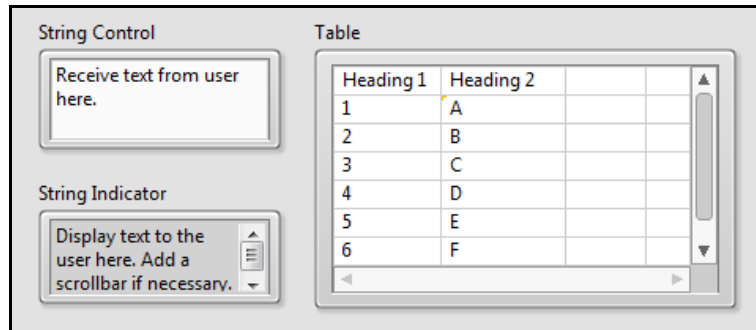 String Control
Receive text from user
here.
String Indicator
Display text to the
user here. Add a
scrollbar if necessary.
Table
Heading 1 Heading 2
1 A
2 B
3 C
4 D
5 E
6 F